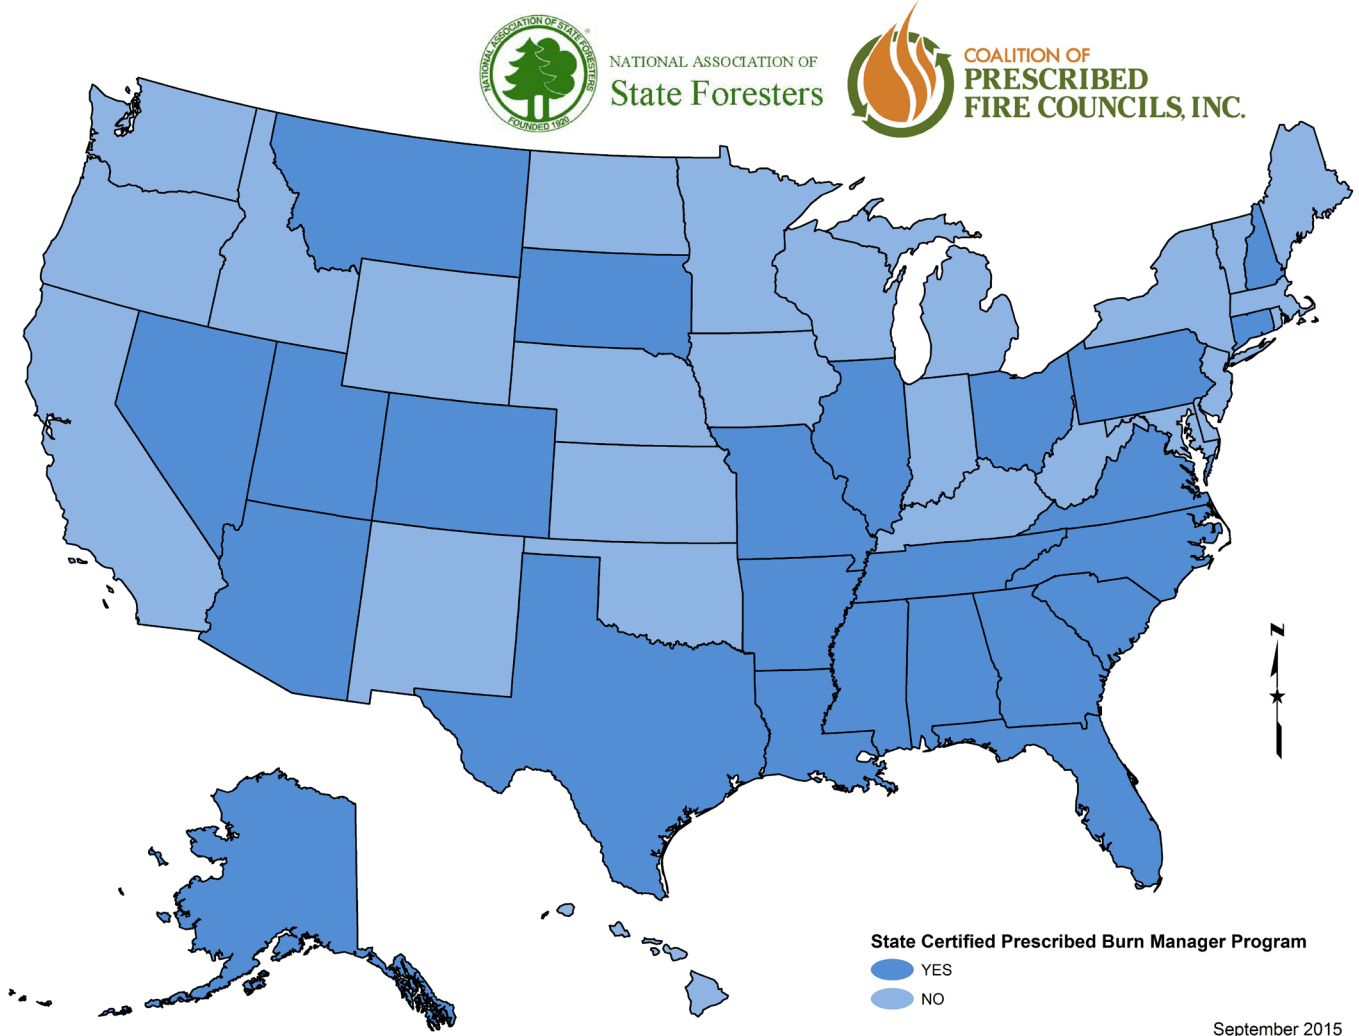 NATIONAL ASSOCIATION OF STATE FORESTERS
FOUNDED 1920
NATIONAL ASSOCIATION OF
State Foresters
COALITION OF
PRESCRIBED
FIRE COUNCILS, INC.
N
State Certified Prescribed Burn Manager Program
YES
NO
September 2015